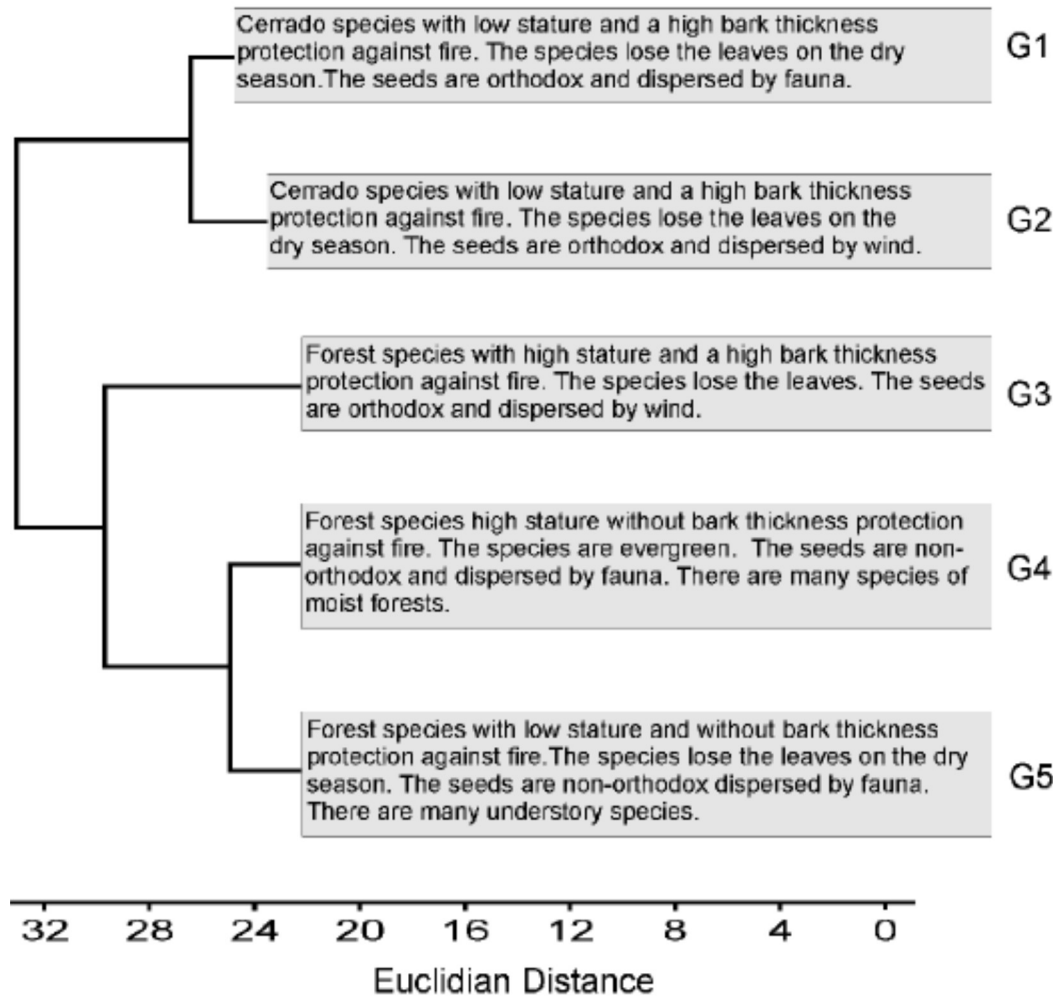 Cerrado species with low stature and a high bark thickness
protection against fire. The species lose the leaves on the dry
season.The seeds are orthodox and dispersed by fauna.
G1
Cerrado species with low stature and a high bark thickness
protection against fire. The species lose the leaves on the
dry season. The seeds are orthodox and dispersed by wind.
G2
Forest species with high stature and a high bark thickness
protection against fire. The species lose the leaves. The seeds
are orthodox and dispersed by wind.
G3
Forest species high stature without bark thickness protection
against fire. The species are evergreen. The seeds are non-
orthodox and dispersed by fauna. There are many species of
moist forests.
G4
Forest species with low stature and without bark thickness
protection against fire.The species lose the leaves on the dry
season. The seeds are non-orthodox dispersed by fauna.
There are many understory species.
G5
32 28 24 20 16 12 8 4 0
Euclidian Distance